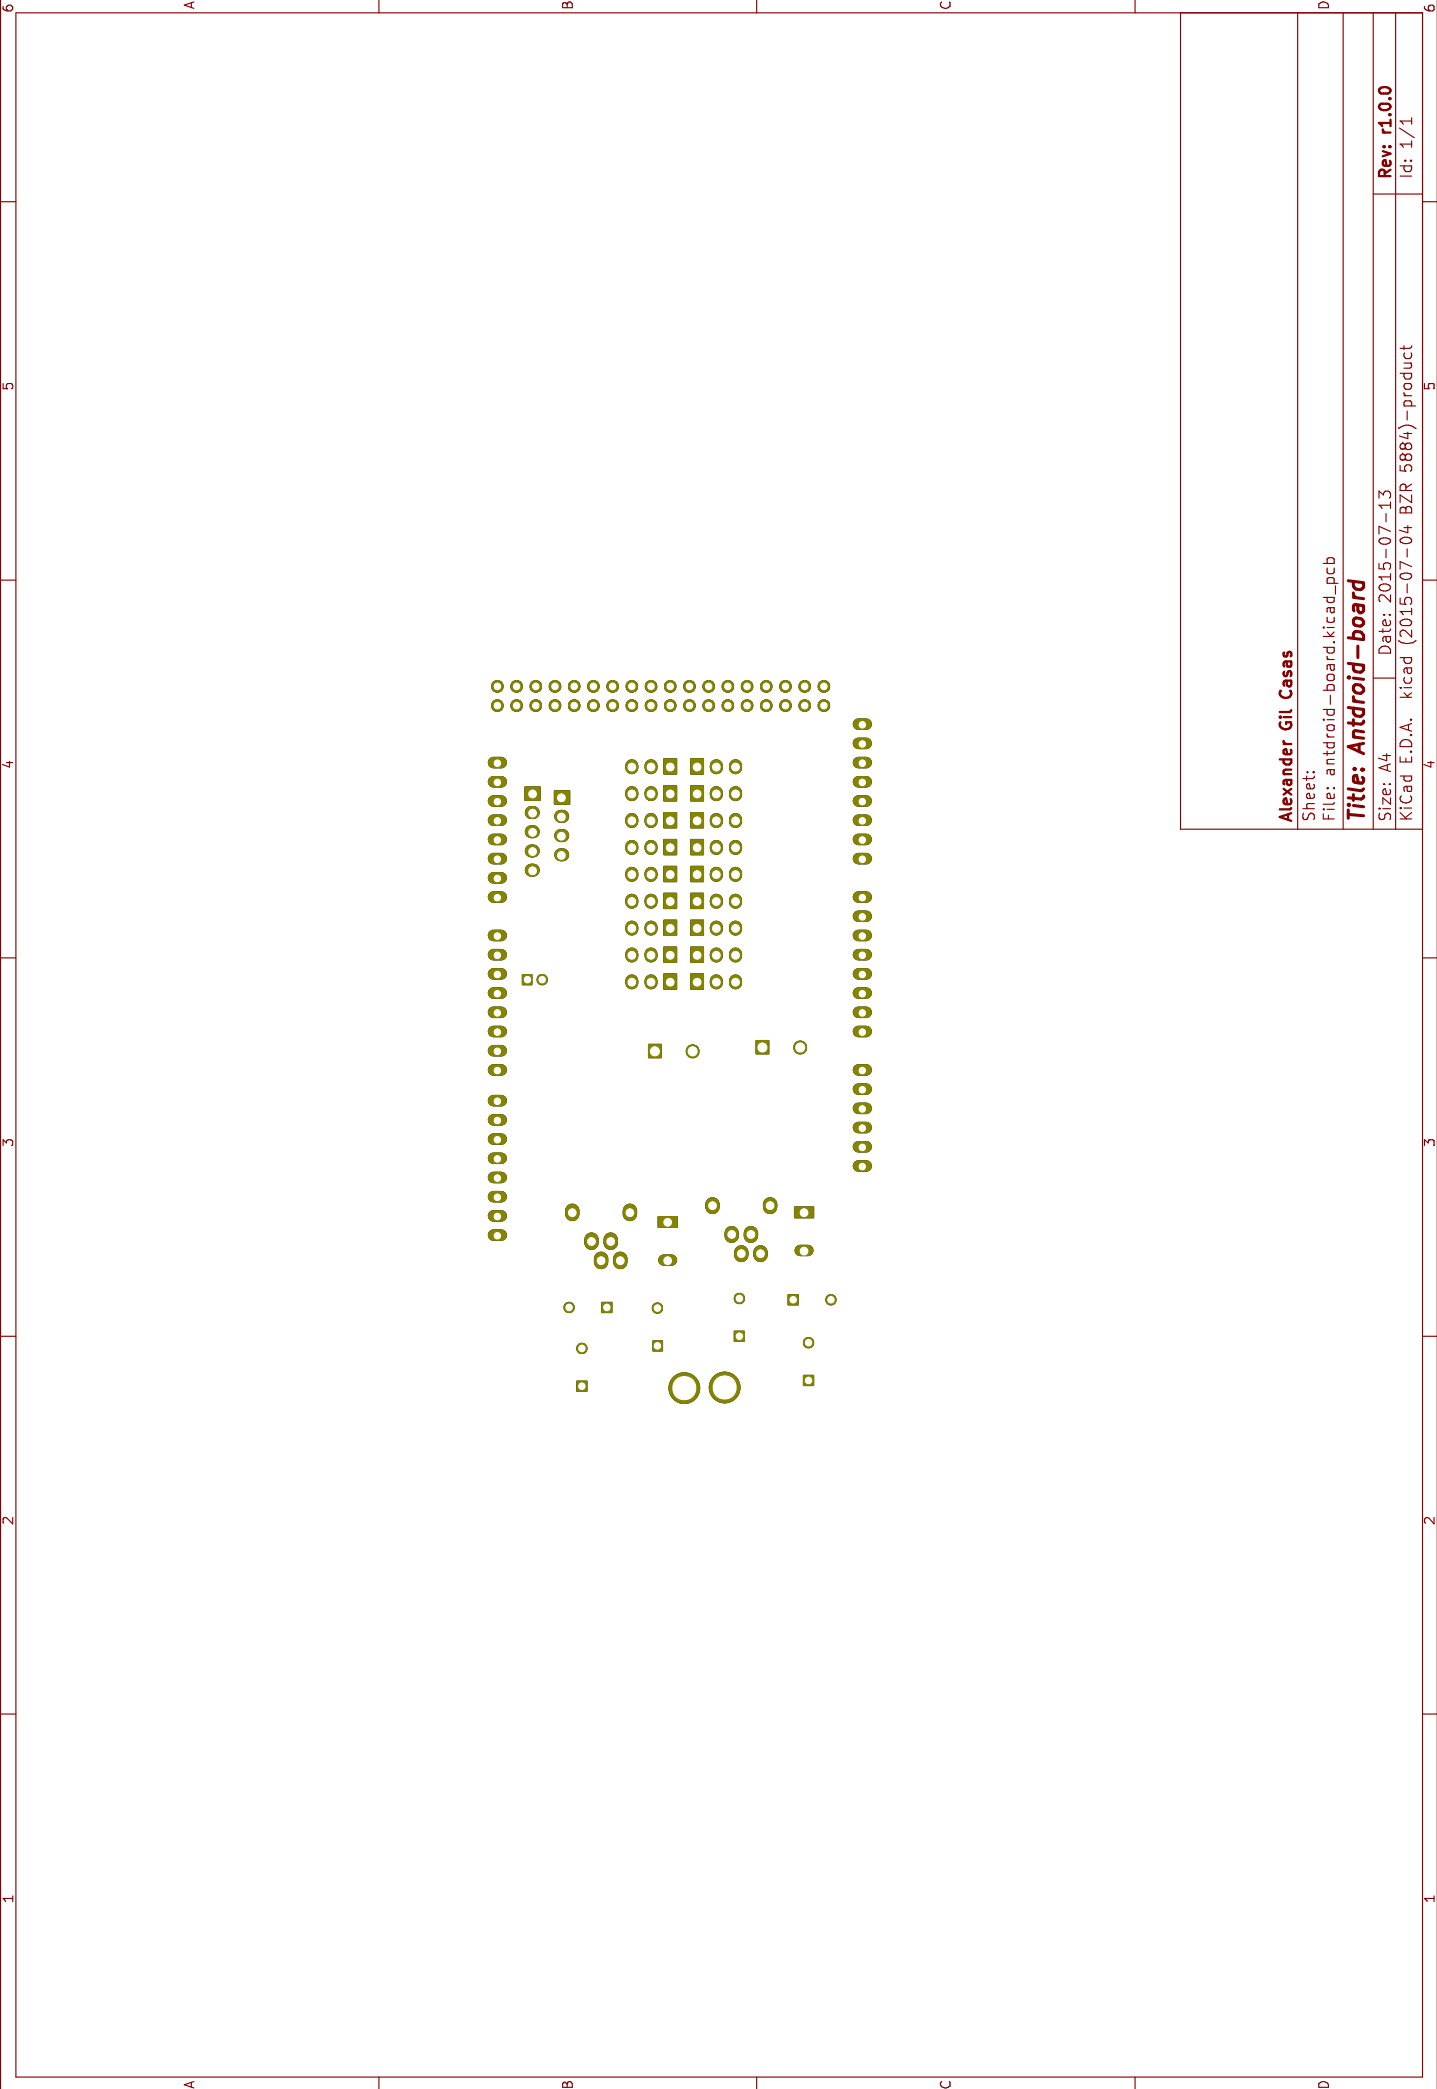 Alexander Gil Casas
Sheet:
File: antdroid-board.kicad_pcb
Title: Antdroid-board
Size: A4 Date: 2015-07-13 Rev: r1.0.0
KiCad E.D.A. kicad (2015-07-04 BZR 5884)-product Id: 1/1
1 2 3 4 5 6
1 2 3 4 5 6
A B C D
A B C D